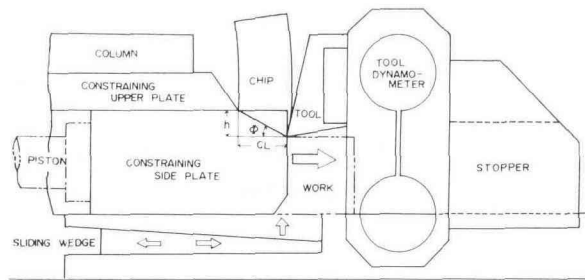 COLUMN
CONSTRAINING
UPPER PLATE
CHIP
TOOL
DYNAMO-
METER
TOOL
h
Φ
CL
PISTON
CONSTRAINING
SIDE PLATE
WORK
STOPPER
SLIDING WEDGE